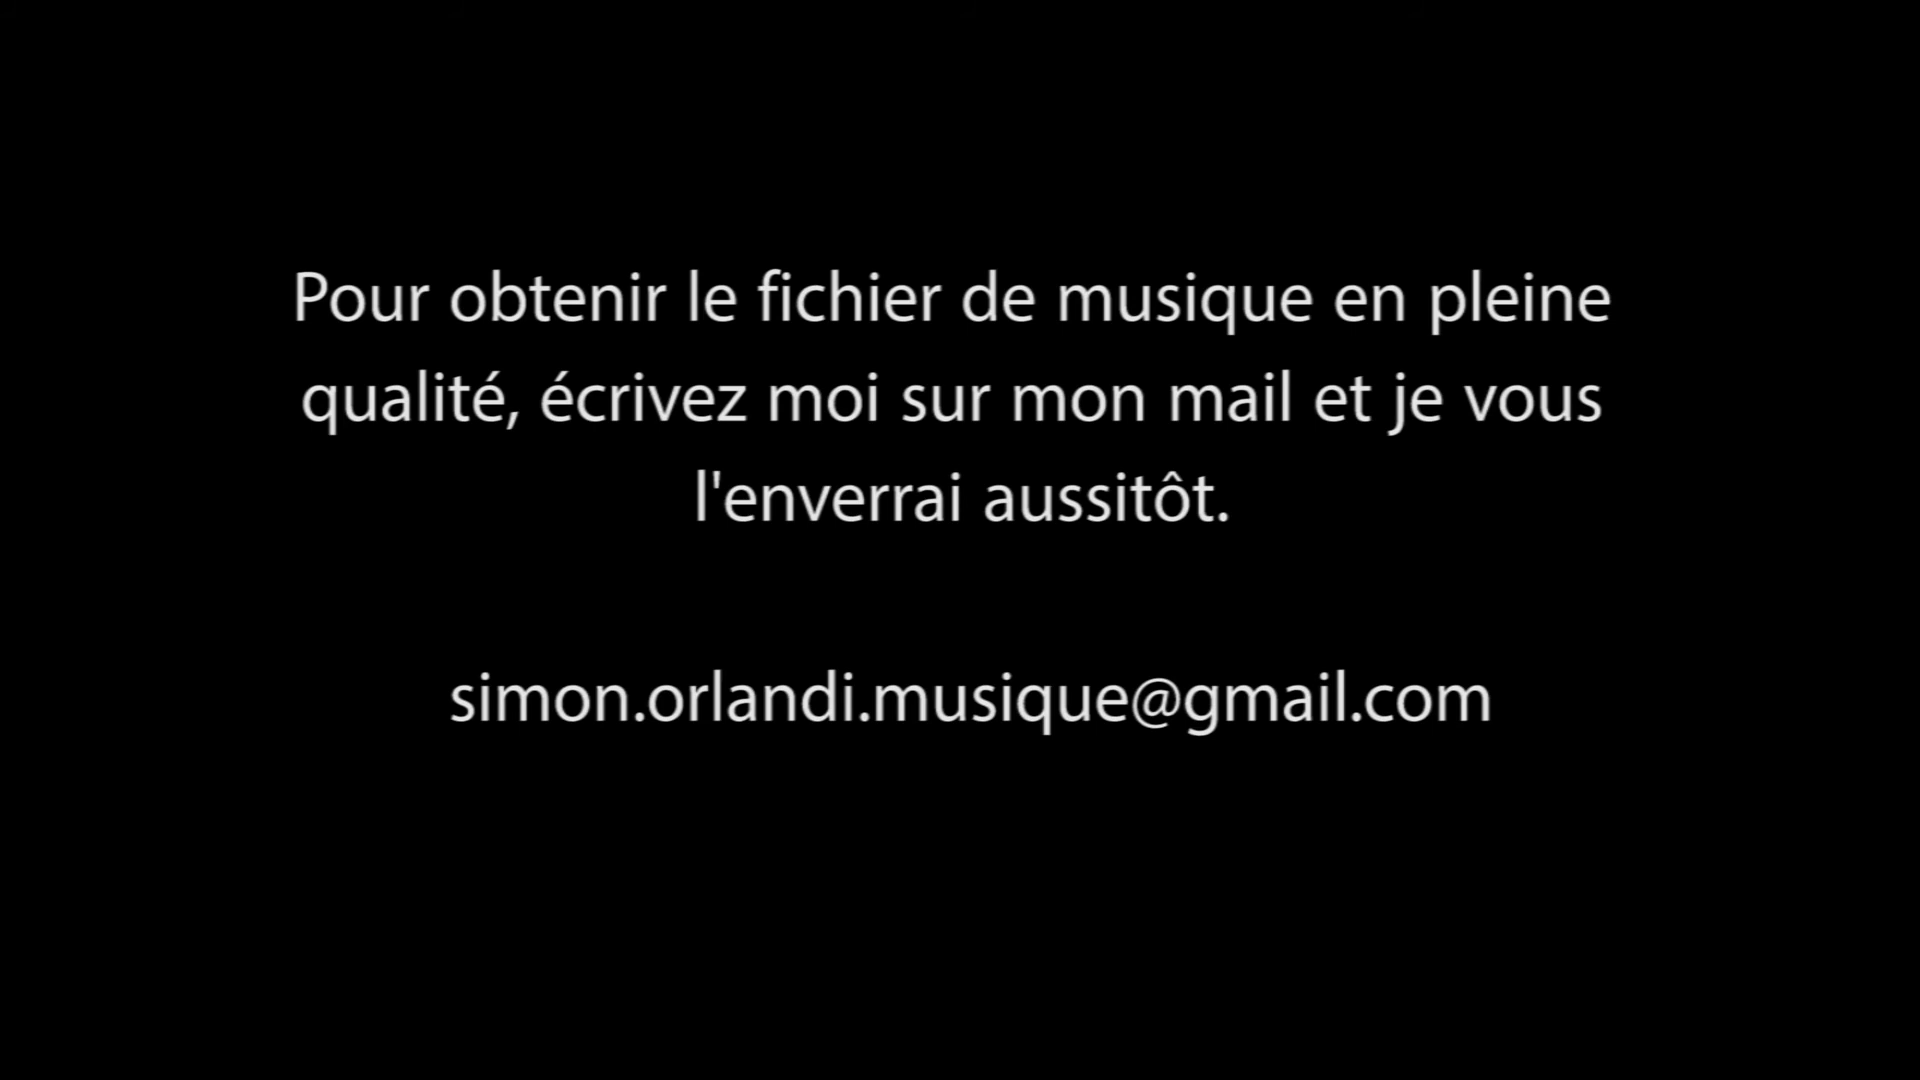 Pour obtenir le fichier de musique en pleine
qualité, écrivez moi sur mon mail et je vous
l'enverrai aussitôt.
simon.orlandi.musique@gmail.com